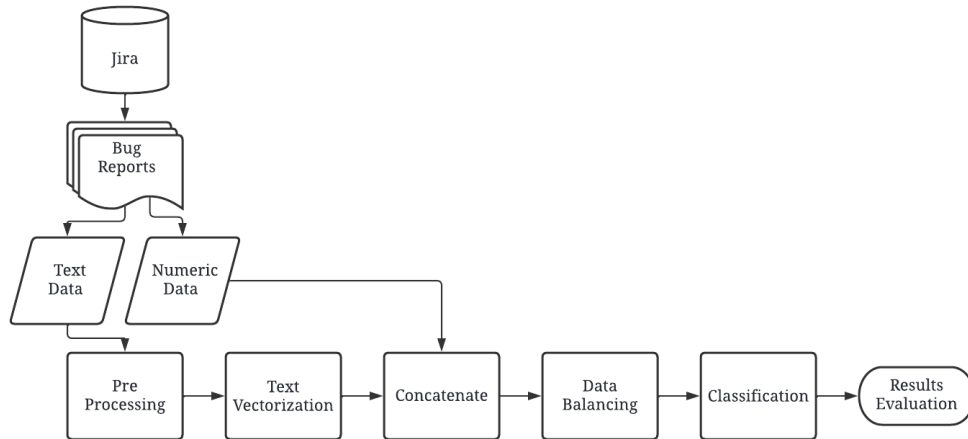 Jira
Bug
Reports
Text
Data
Numeric
Data
Pre
Processing
Text
Vectorization
Concatenate
Data
Balancing
Classification
Results
Evaluation